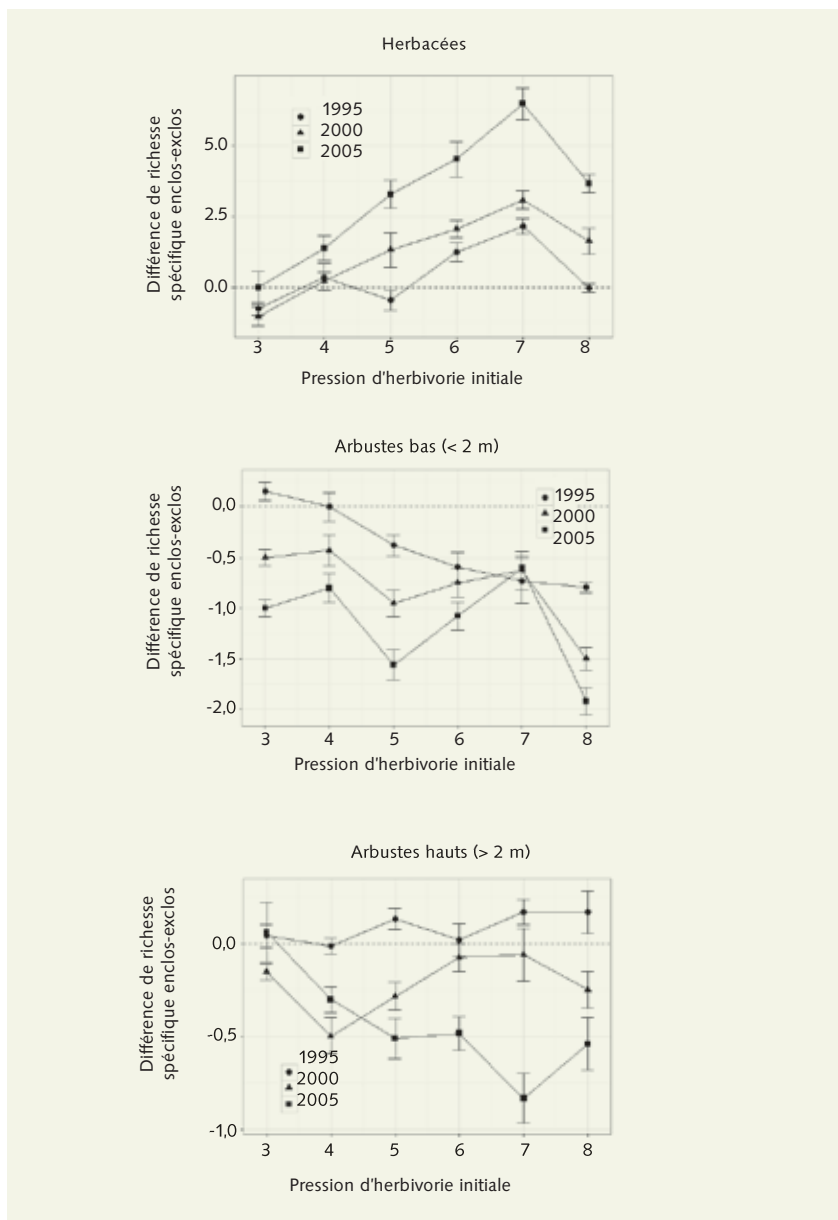 Herbacées
Différence de richesse
spécifique enclos-exclos
1995
2000
2005
5.0
2.5
0.0
3 4 5 6 7 8
Pression d'herbivorie initiale
Arbustes bas (< 2 m)
Différence de richesse
spécifique enclos-exclos
1995
2000
2005
0,0
-0,5
-1,0
-1,5
-2,0
3 4 5 6 7 8
Pression d'herbivorie initiale
Arbustes hauts (> 2 m)
Différence de richesse
spécifique enclos-exclos
0,0
-0,5
-1,0
1995
2000
2005
3 4 5 6 7 8
Pression d'herbivorie initiale